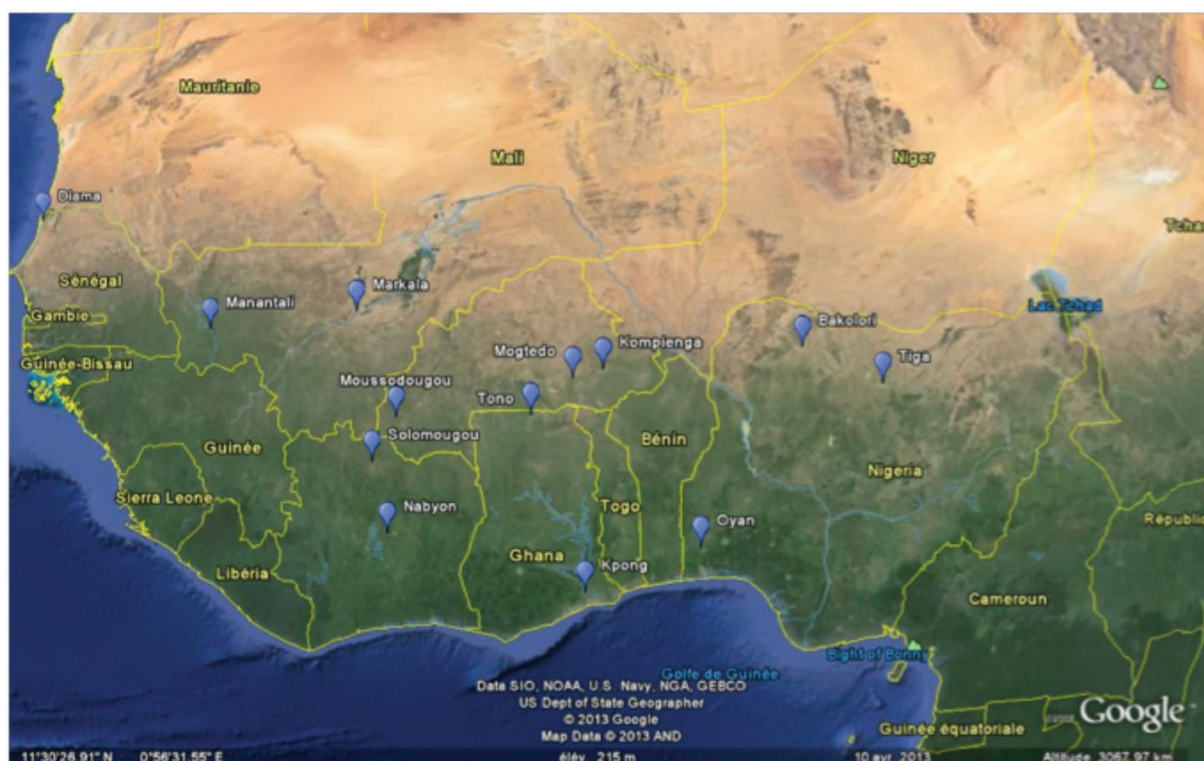 Mauritanie
Mali
Niger
Diama
Tcha
Sénégal
Manantali
Markala
Lac Tchad
Gambie
Bakolori
Guinée-Bissau
Mogtedo
Kompienga
Tiga
Moussodougou
Tono
Guinée
Solomougou
Bénin
Nigeria
Sierra Leone
Nabyon
Togo
Oyan
Républi
Libéria
Ghana
Kpong
Cameroun
Bight of Bonny
Golfe de Guinée
Data SIO, NOAA, U.S. Navy, NGA, GEBCO
US Dept of State Geographer
© 2013 Google
Map Data © 2013 AND
Guinée équatoriale
Google
11°30'26.91" N 0°56'31.55" E élév. 215 m 10 avr. 2013 Altitude 3067.97 km